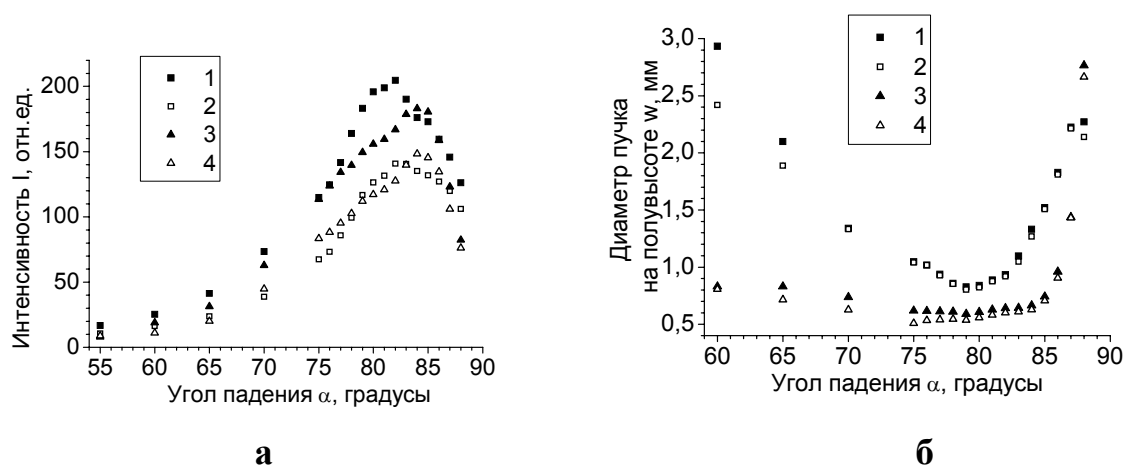 1
2
3
4
200
150
100
50
0
Интенсивность I, отн.ед.
55 60 65 70 75 80 85 90
Угол падения α, градусы
а
1
2
3
4
3,0
2,5
2,0
1,5
1,0
0,5
Диаметр пучка
на полувысоте w, мм
60 65 70 75 80 85 90
Угол падения α, градусы
б